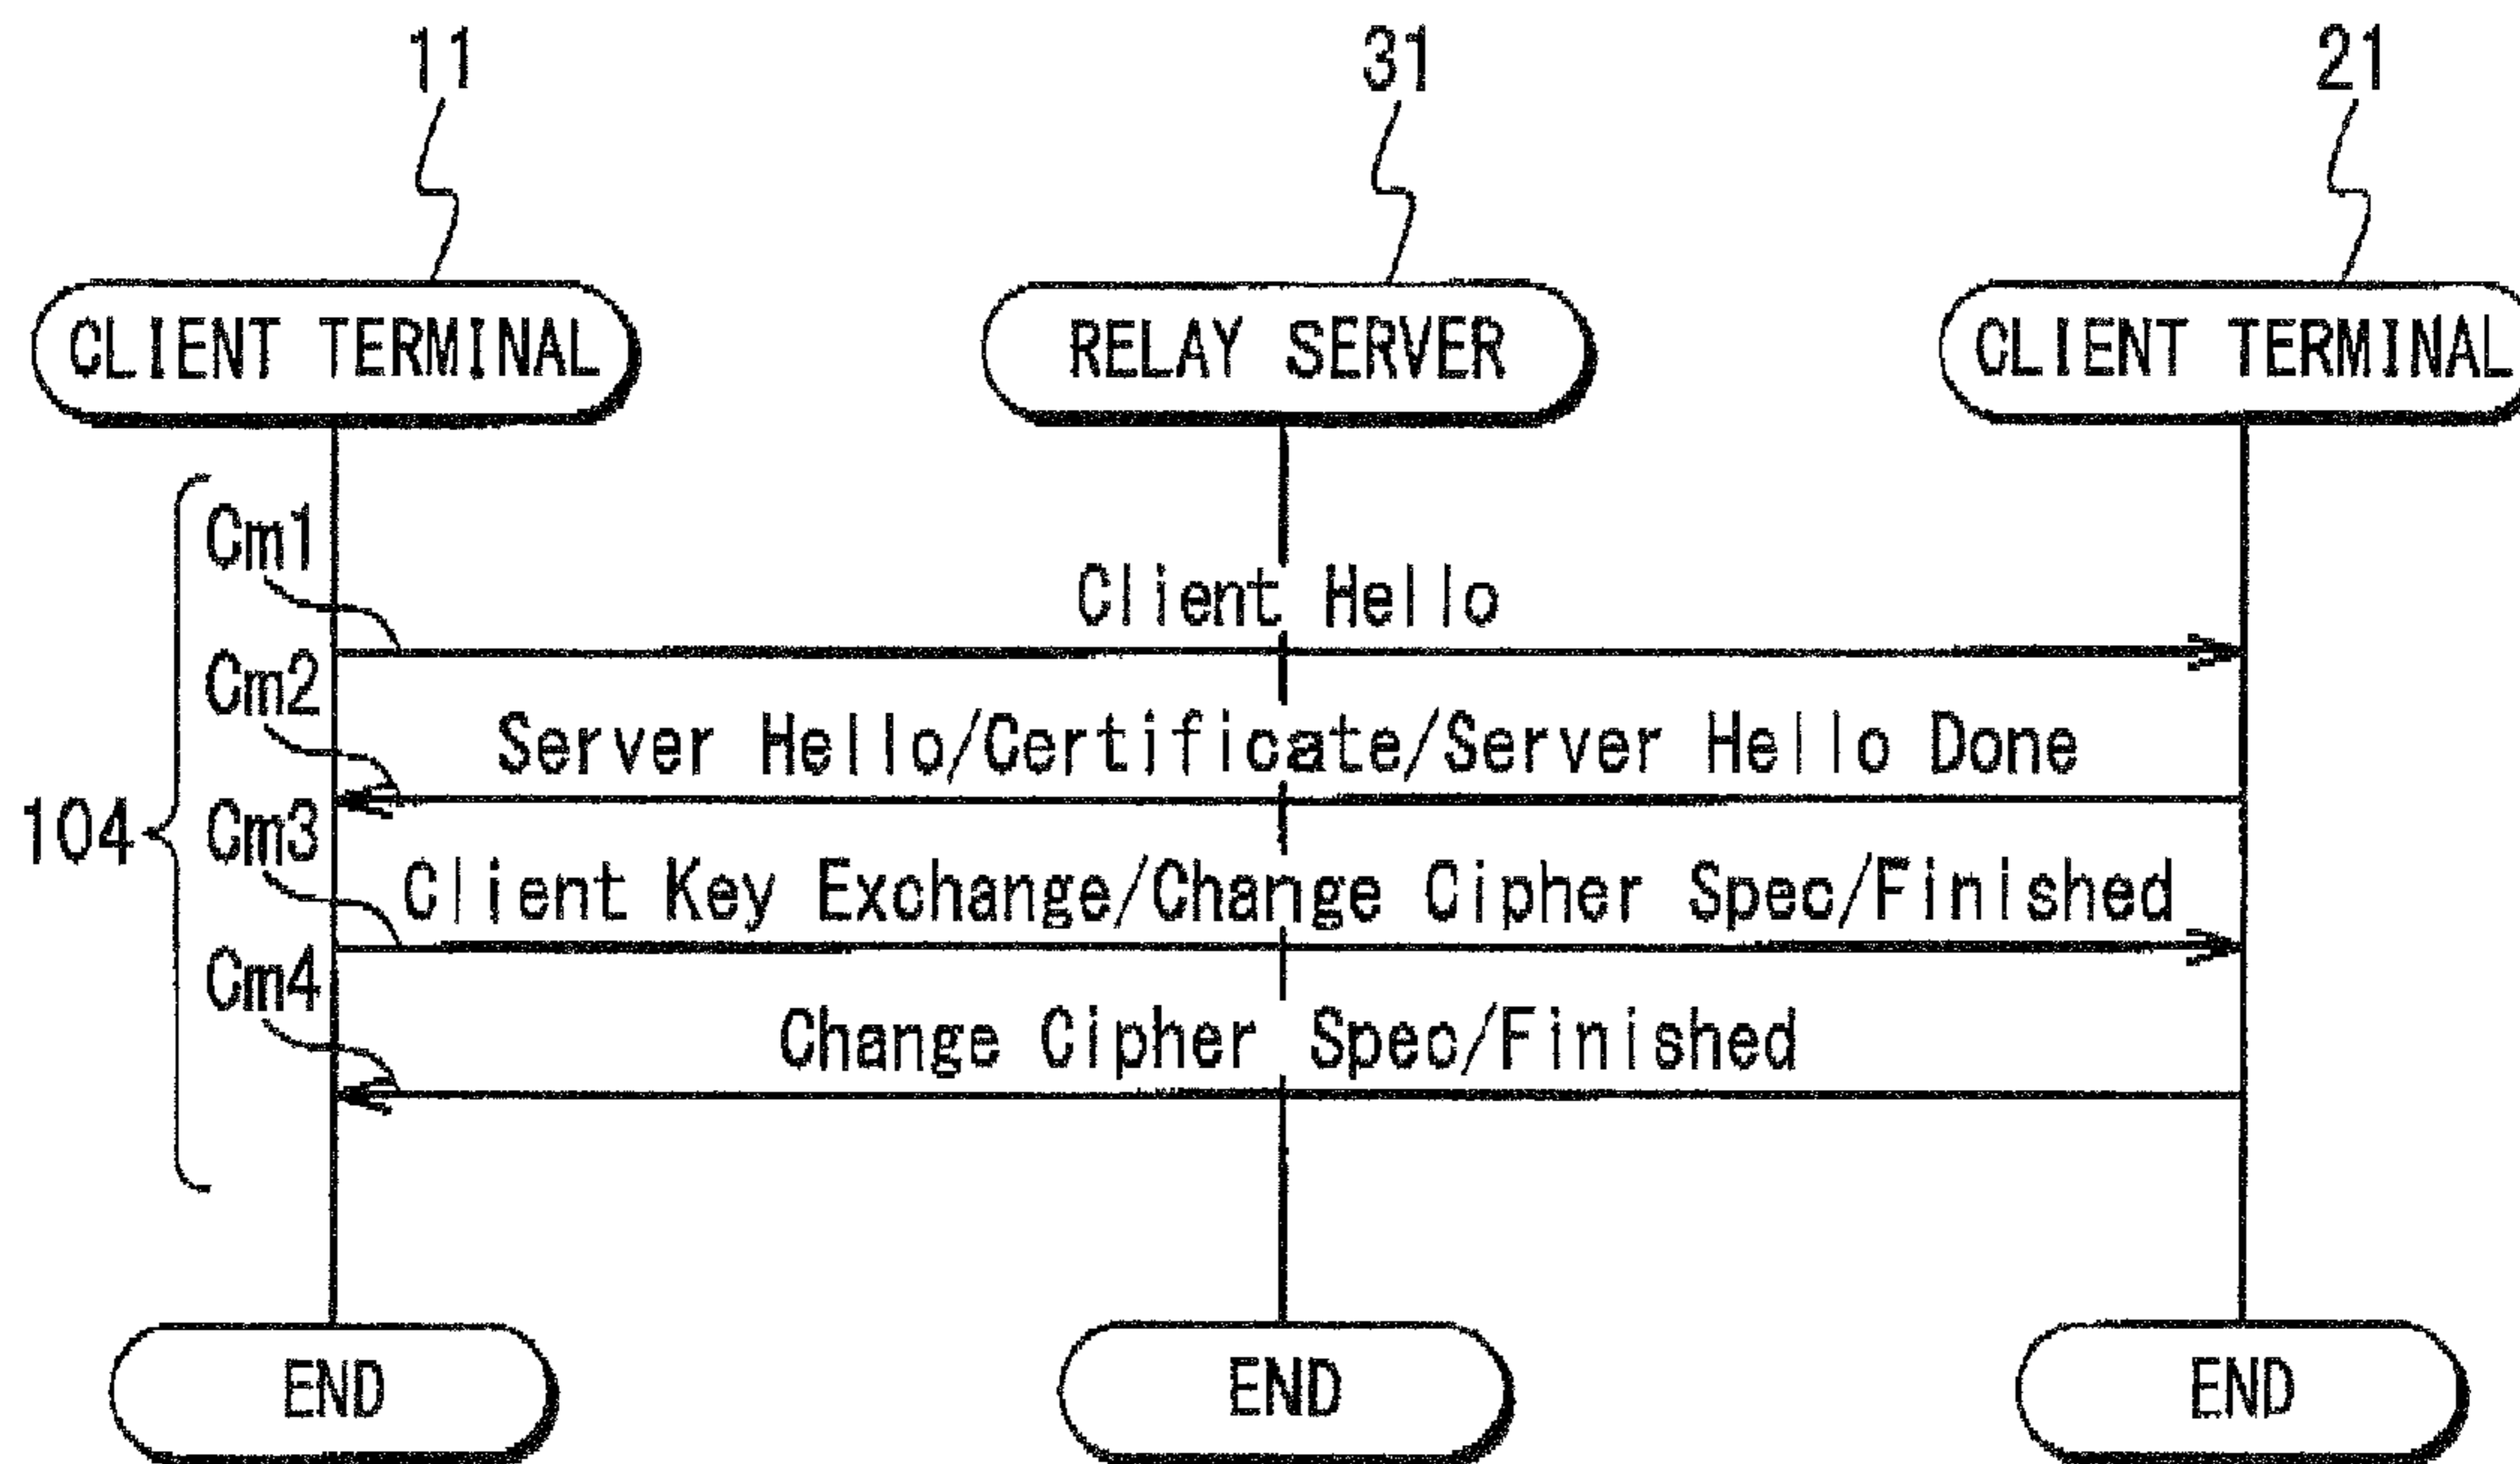 11 31 21
CLIENT TERMINAL RELAY SERVER CLIENT TERMINAL
Cm1
Client Hello
Cm2
Server Hello/Certificate/Server Hello Done
104 Cm3
Client Key Exchange/Change Cipher Spec/Finished
Cm4
Change Cipher Spec/Finished
END END END